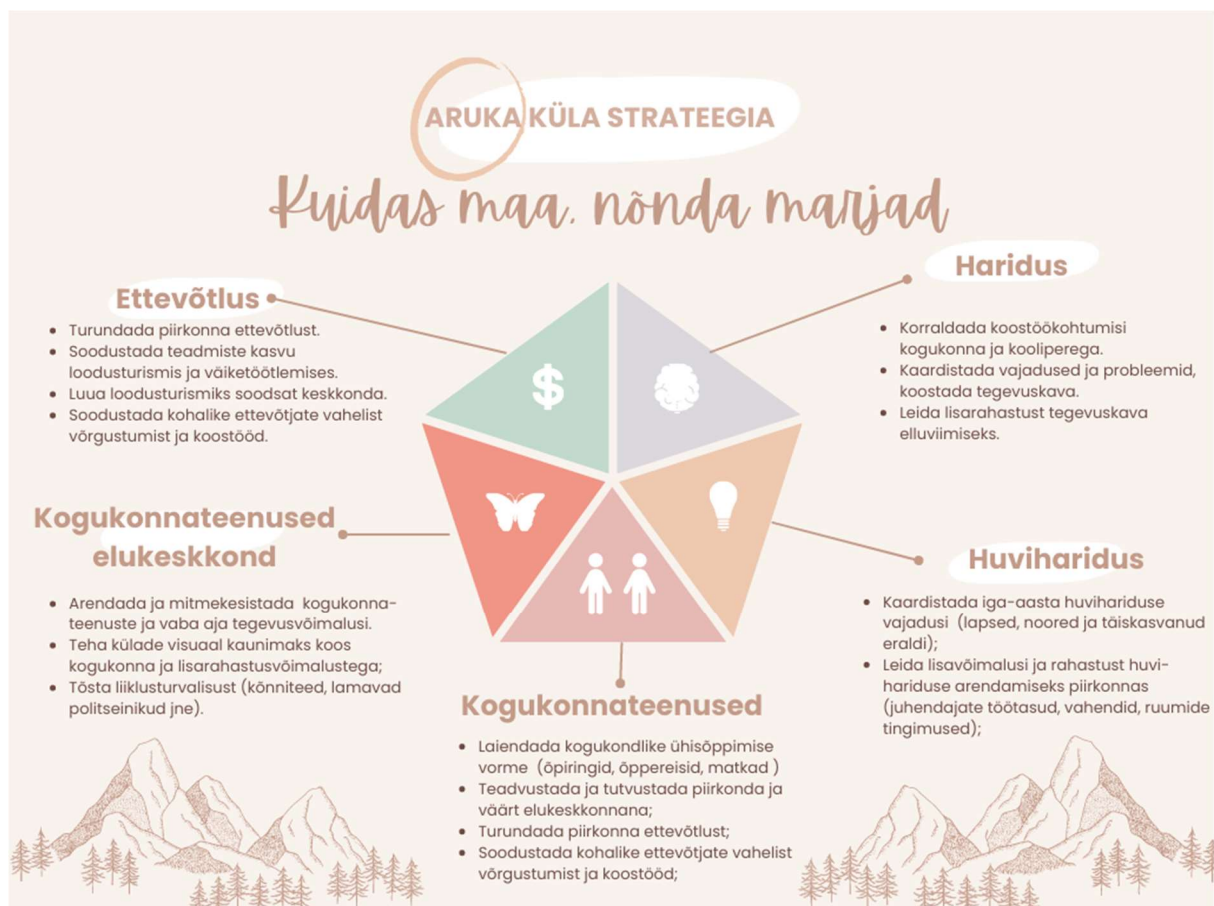 ARUKA KÜLA STRATEEGIA
Kuidas maa, nõnda marjad
Ettevõtlus
• Turundada piirkonna ettevõtlust.
• Soodustada teadmiste kasvu
loodusturismis ja väiketöötlemises.
• Luua loodusturismiks soodsat keskkonda.
• Soodustada kohalike ettevõtjate vahelist
võrgustumist ja koostööd.
Haridus
• Korraldada koostöökohtumisi
kogukonna ja kooliperega.
• Kaardistada vajadused ja probleemid,
koostada tegevuskava.
• Leida lisarahastust tegevuskava
elluviimiseks.
$
Kogukonnateenused
elukeskkond
• Arendada ja mitmekesistada kogukonna-
teenuste ja vaba aja tegevusvõimalusi.
• Teha külade visuaal kaunimaks koos
kogukonna ja lisarahastusvõimalustega;
• Tõsta liiklusturvalisust (kõnniteed, lamavad
politseinikud jne).
Huviharidus
• Kaardistada iga-aasta huvihariduse
vajadusi (lapsed, noored ja täiskasvanud
eraldi);
• Leida lisavõimalusi ja rahastust huvi-
hariduse arendamiseks piirkonnas
(juhendajate töötasud, vahendid, ruumide
tingimused);
Kogukonnateenused
• Laiendada kogukondlike ühisõppimise
vorme (õpiringid, õppereisid, matkad )
• Teadvustada ja tutvustada piirkonda ja
väärt elukeskkonnana;
• Turundada piirkonna ettevõtlust;
• Soodustada kohalike ettevõtjate vahelist
võrgustumist ja koostööd;